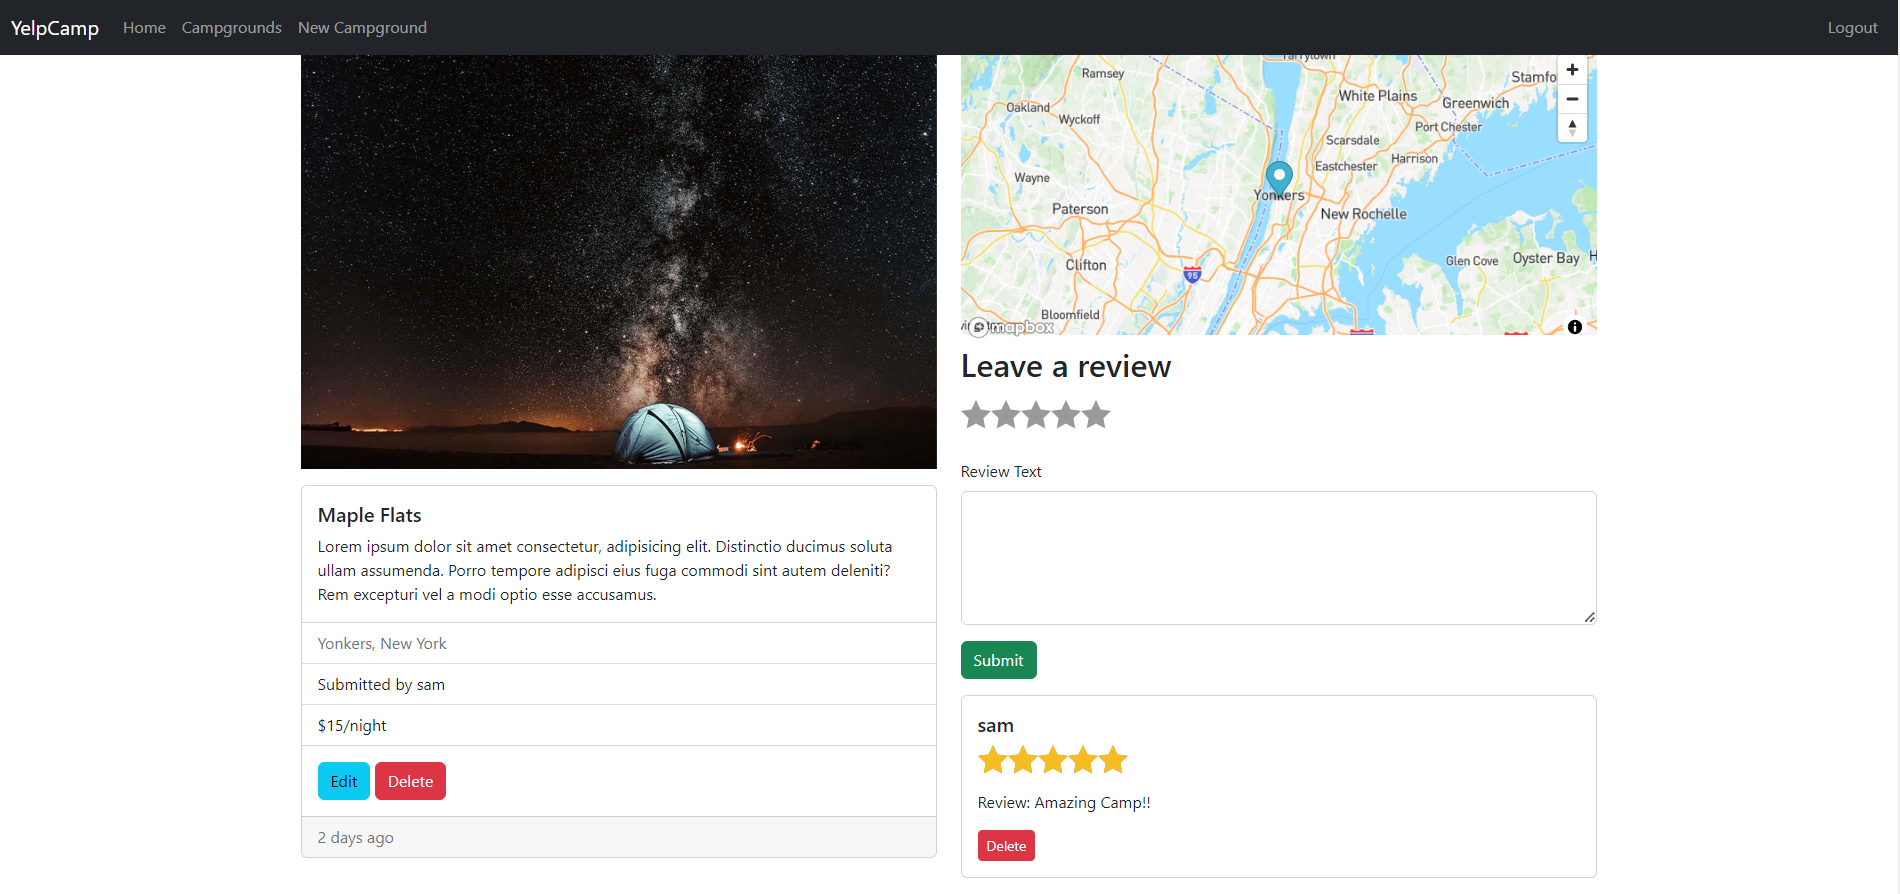 YelpCamp Home Campgrounds New Campground Logout
Tarrytown
Ramsey
Stamfo
White Plains
Greenwich
Oakland
Wyckoff
Port Chester
Scarsdale
Harrison
Eastchester
Wayne
Yonkers
Paterson
New Rochelle
Clifton
Glen Cove
Oyster Bay
H
95
Bloomfield
mapbox
Leave a review
Review Text
Submit
Maple Flats
Lorem ipsum dolor sit amet consectetur, adipisicing elit. Distinctio ducimus soluta
ullam assumenda. Porro tempore adipisci eius fuga commodi sint autem deleniti?
Rem excepturi vel a modi optio esse accusamus.
Yonkers, New York
Submitted by sam
$15/night
Edit Delete
2 days ago
sam
Review: Amazing Camp!!
Delete